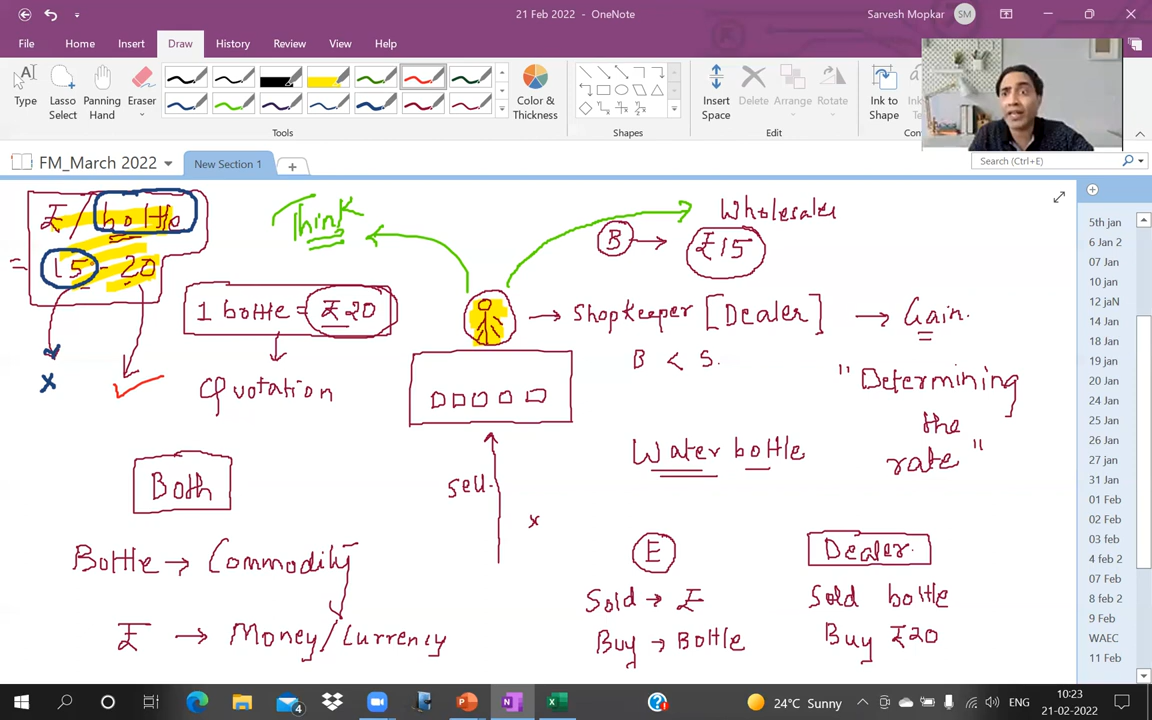 21 Feb 2022 - OneNote
Sarvesh Mopkar
SM
File Home Insert Draw History Review View Help
Type
Lasso Select
Panning Hand
Eraser
Tools
Color & Thickness
Shapes
Insert Space
Delete
Arrange
Rotate
Edit
Ink to Shape
FM_March 2022
New Section 1
Search (Ctrl+E)
₹ / bottle
= 15 - 20
x
Think
Wholesaler
B → ₹15
1 bottle = ₹20
Quotation
→ Shopkeeper [Dealer] → Gain.
B < S.
"Determining
the
rate"
Water bottle
sell.
x
Both
Bottle → Commodity
₹ → Money/Currency
E
Sold → ₹
Buy → Bottle
Dealer.
Sold bottle
Buy ₹20
5th jan
6 Jan 2
07 Jan
10 jan
12 jaN
14 Jan
18 Jan
19 jan
20 Jan
24 Jan
25 Jan
26 Jan
27 jan
31 Jan
01 Feb
02 Feb
03 feb
4 feb 2
07 Feb
8 feb 2
9 Feb
WAEC
11 Feb
4
24°C Sunny
ENG
10:23
21-02-2022